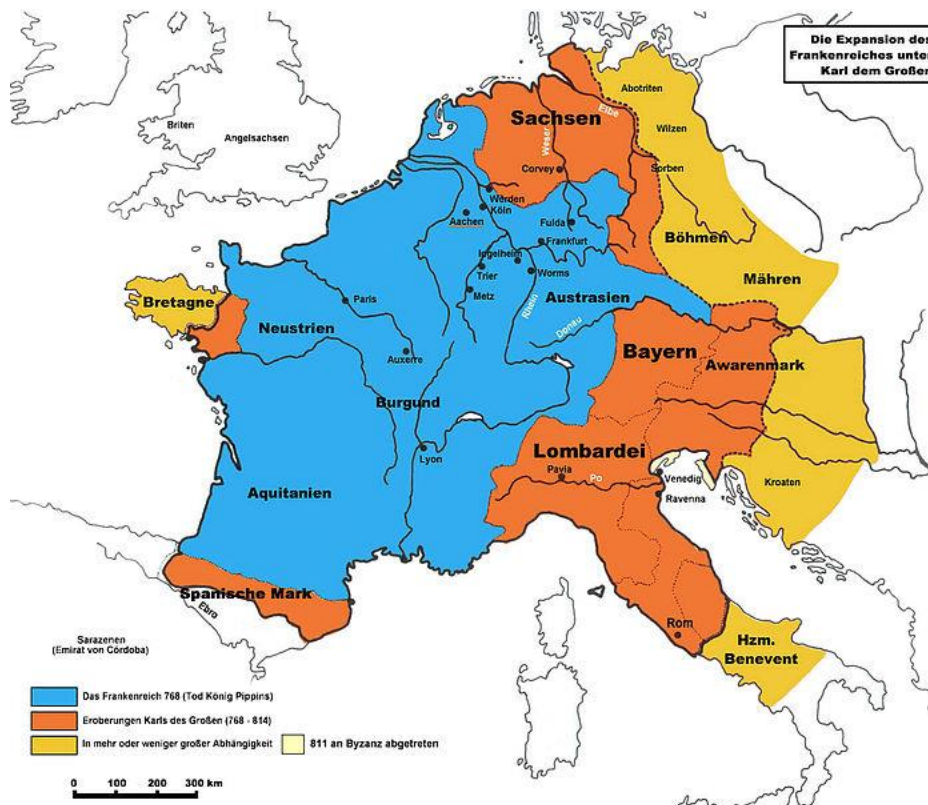 Die Expansion des
Frankenreiches unter
Karl dem Großen
Abotriten
Briten
Angelsachsen
Wilzen
Elbe
Sachsen
Weser
Corvey
Sorben
Werden
Köln
Aachen
Fulda
Frankfurt
Böhmen
Ingelheim
Trier
Worms
Mähren
Metz
Austrasien
Rhein
Bretagne
Paris
Neustrien
Donau
Auxerre
Bayern
Awarenmark
Burgund
Lyon
Lombardei
Pavia
Po
Venedig
Ravenna
Kroaten
Aquitanien
Spanische Mark
Ebro
Rom
Sarazenen
(Emirat von Córdoba)
Hzm.
Benevent
Das Frankenreich 768 (Tod König Pippins)
Eroberungen Karls des Großen (768 - 814)
In mehr oder weniger großer Abhängigkeit
811 an Byzanz abgetreten
0 100 200 300 km